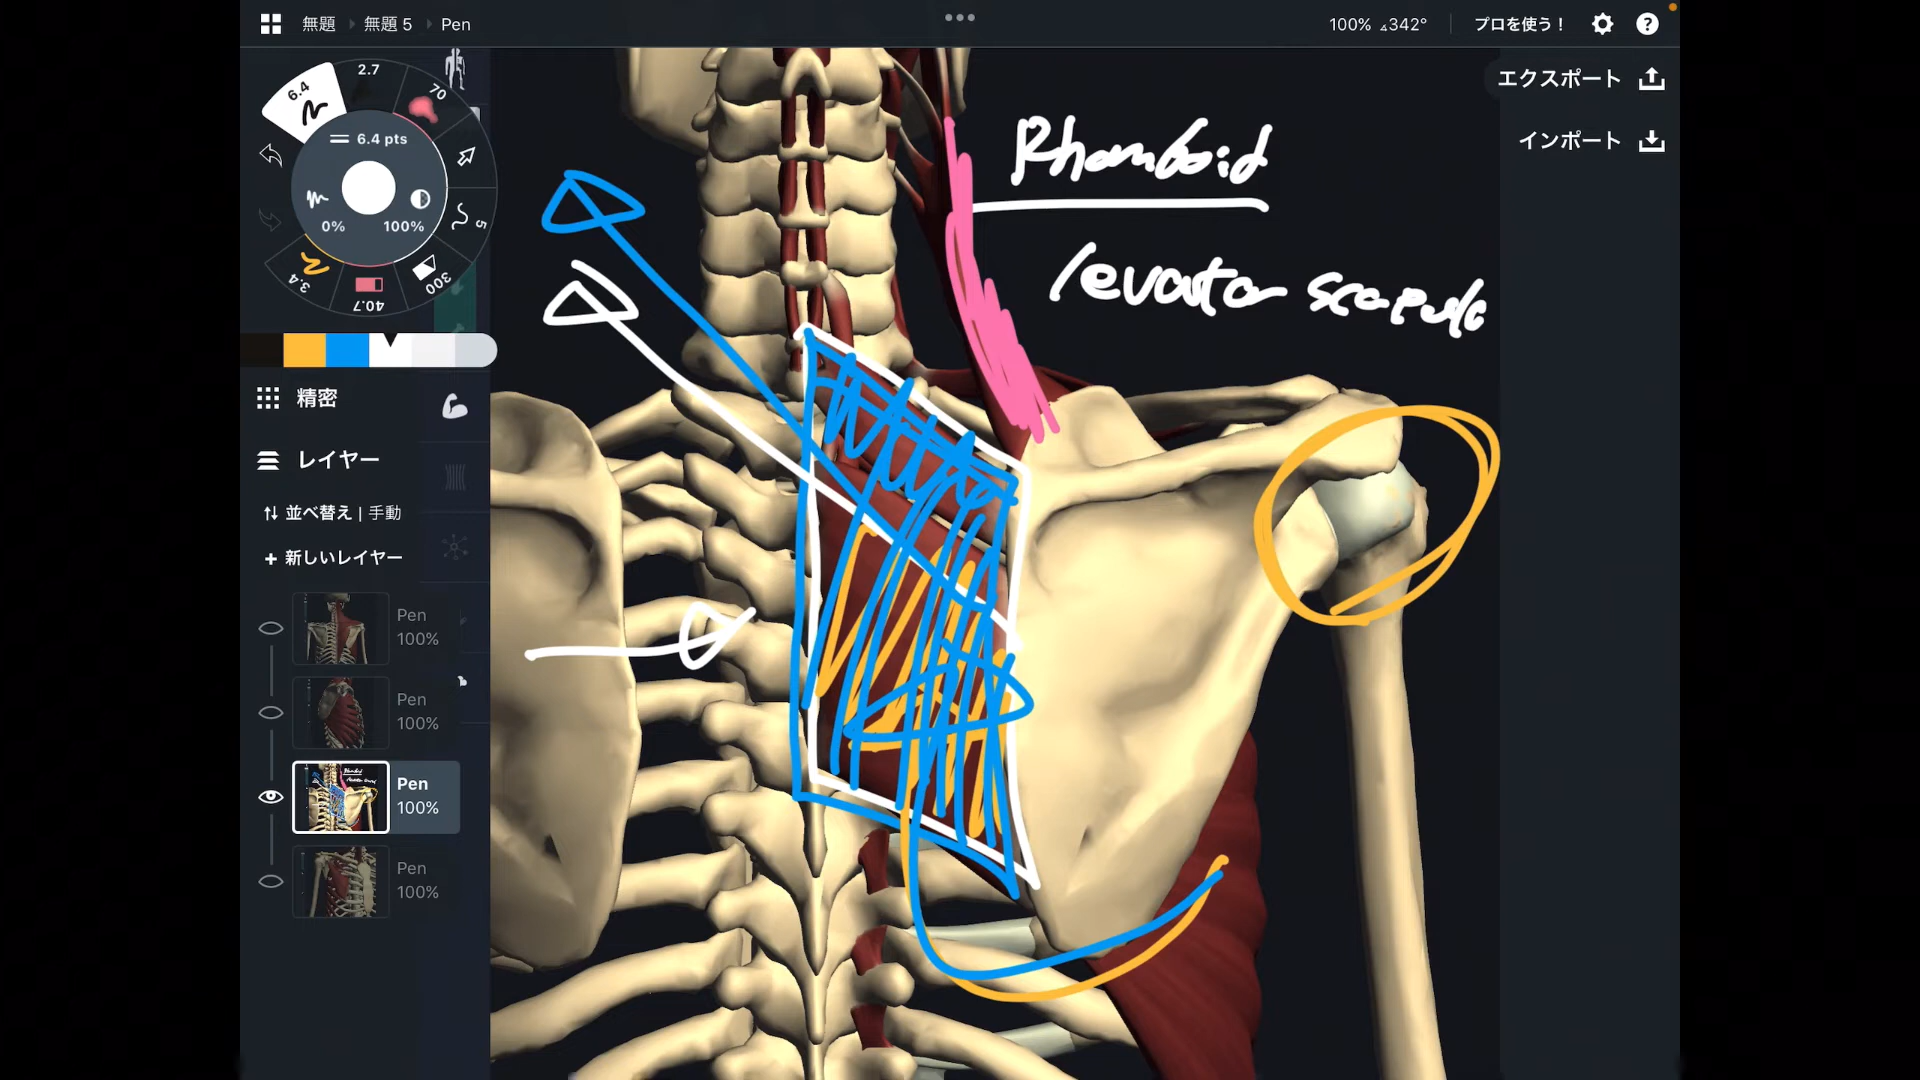 無題 無題 5 Pen
100% ⊿342° プロを使う！
エクスポート
インポート
2.7
6.4
70
6.4 pts
0% 100%
5
3.4
40.7
300
精密
レイヤー
並べ替え | 手動
+ 新しいレイヤー
Pen
100%
Pen
100%
Pen
100%
Pen
100%
Rhomboid
levator scapula